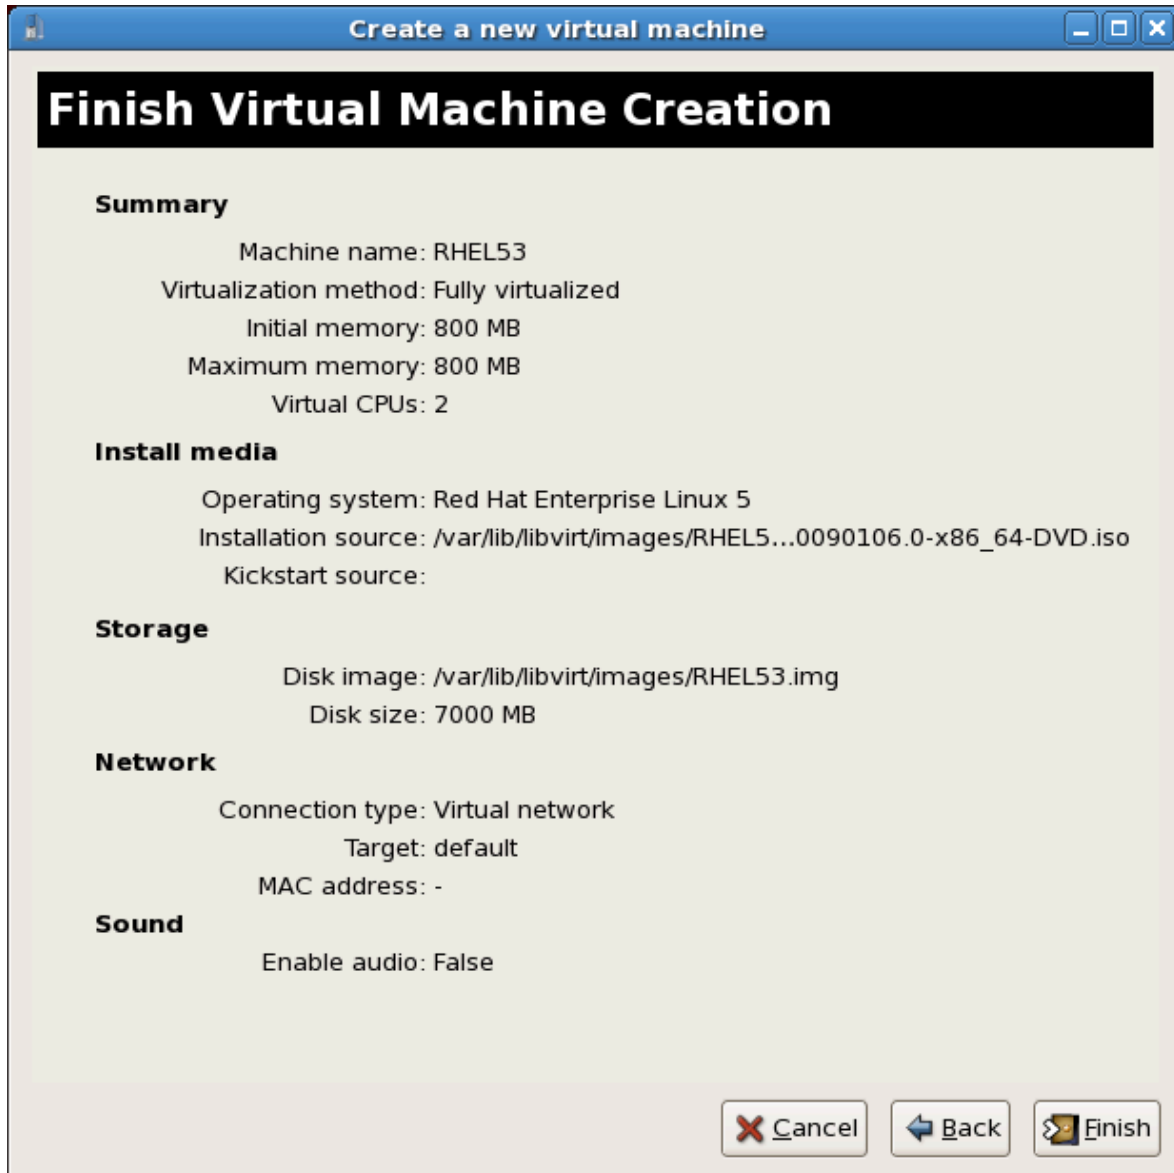 Create a new virtual machine
Finish Virtual Machine Creation
Summary
Machine name: RHEL53
Virtualization method: Fully virtualized
Initial memory: 800 MB
Maximum memory: 800 MB
Virtual CPUs: 2
Install media
Operating system: Red Hat Enterprise Linux 5
Installation source: /var/lib/libvirt/images/RHEL5...0090106.0-x86_64-DVD.iso
Kickstart source:
Storage
Disk image: /var/lib/libvirt/images/RHEL53.img
Disk size: 7000 MB
Network
Connection type: Virtual network
Target: default
MAC address: -
Sound
Enable audio: False
Cancel Back Finish